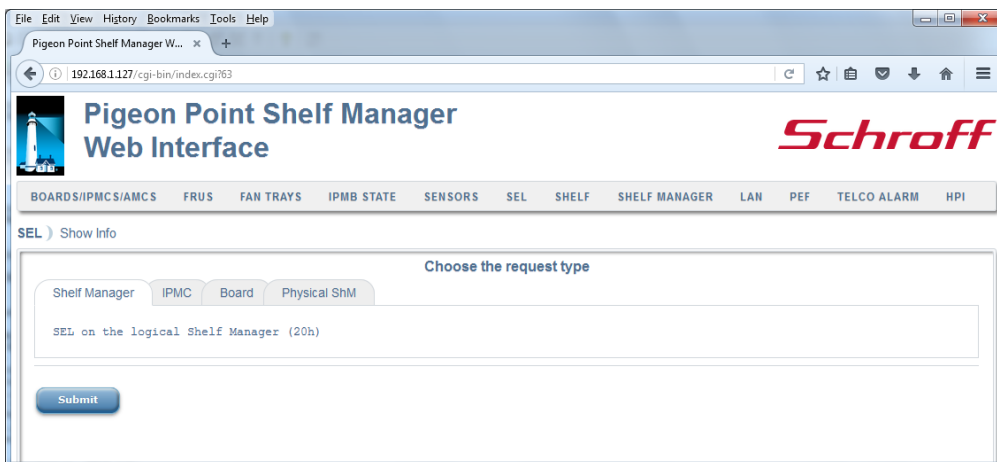 File Edit View History Bookmarks Tools Help
Pigeon Point Shelf Manager W... × +
192.168.1.127/cgi-bin/index.cgi?63
Pigeon Point Shelf Manager
Web Interface
Schroff
BOARDS/IPMCS/AMCS FRUS FAN TRAYS IPMB STATE SENSORS SEL SHELF SHELF MANAGER LAN PEF TELCO ALARM HPI
SEL ) Show Info
Choose the request type
Shelf Manager IPMC Board Physical ShM
SEL on the logical Shelf Manager (20h)
Submit